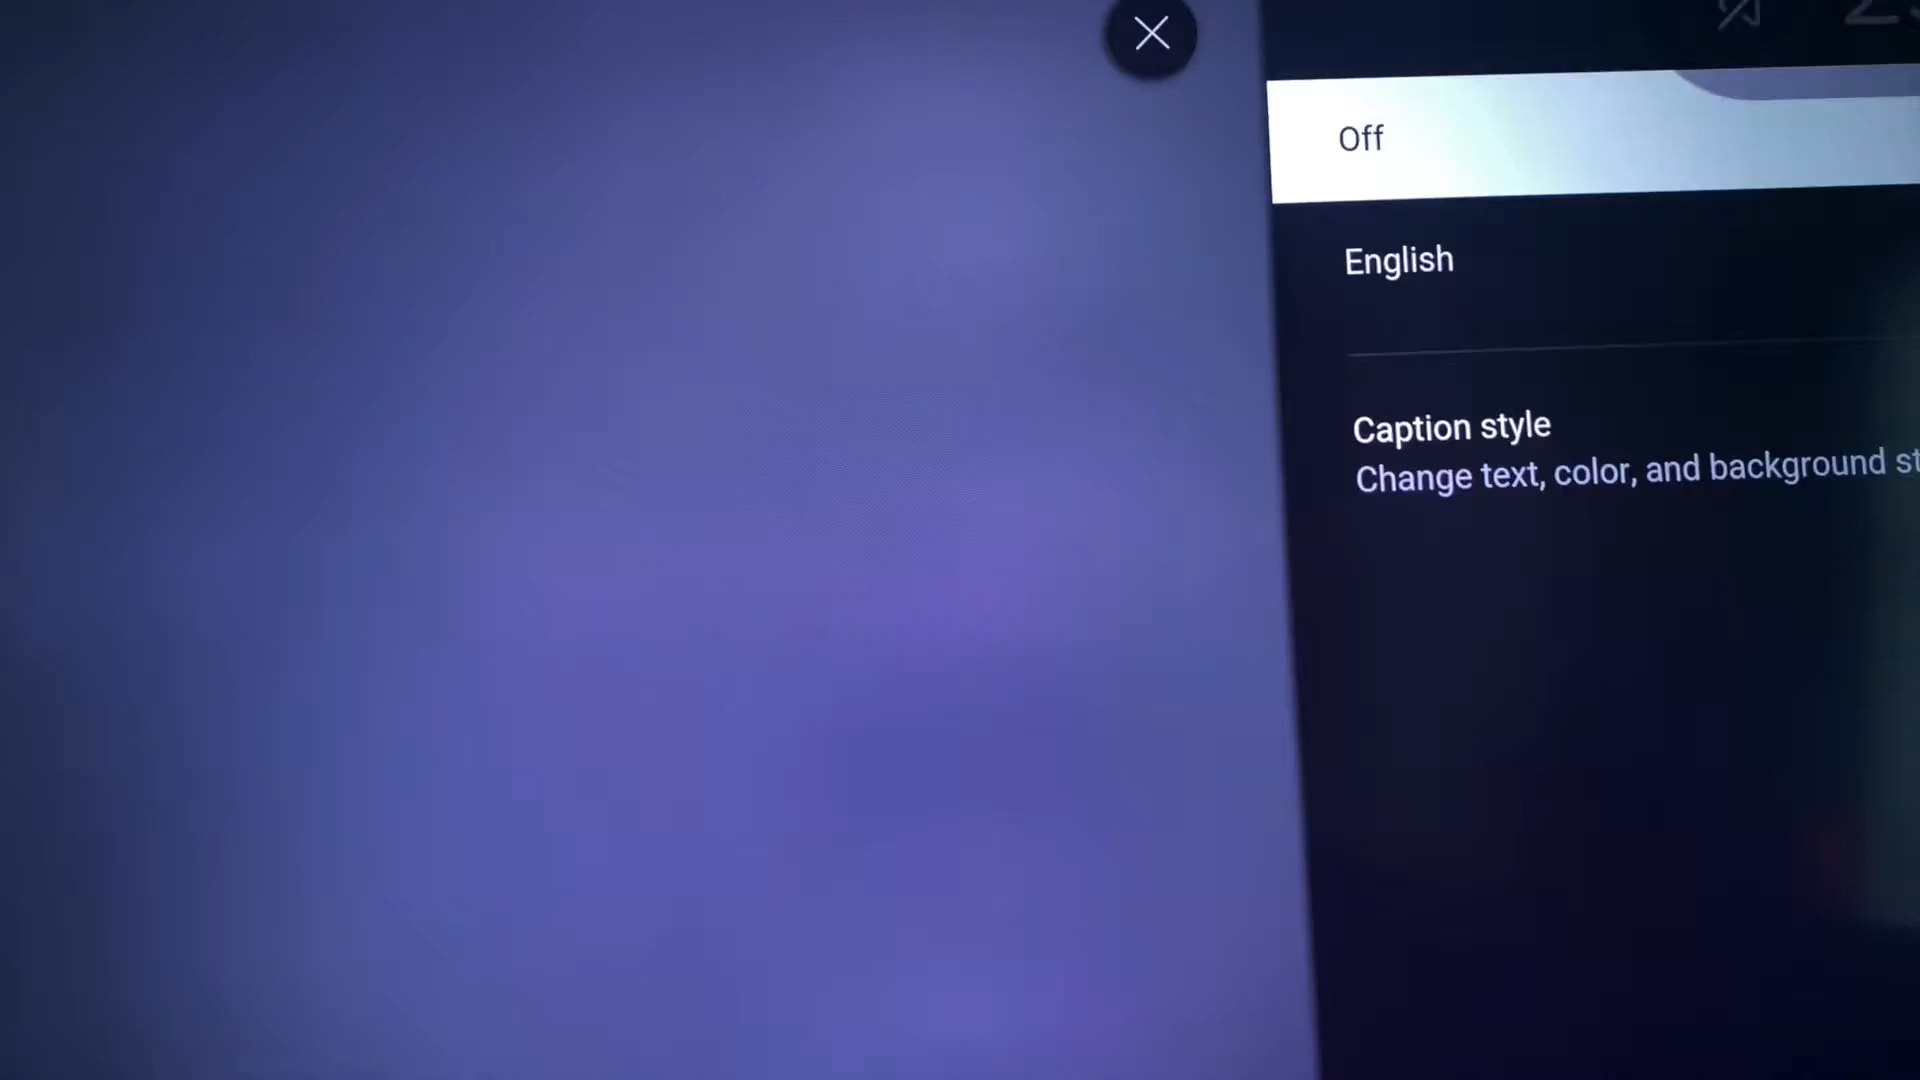 Off
English
Caption style
Change text, color, and background